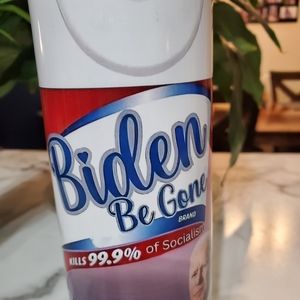 Biden
Be Gone
BRAND
KILLS 99.9% of Socialism